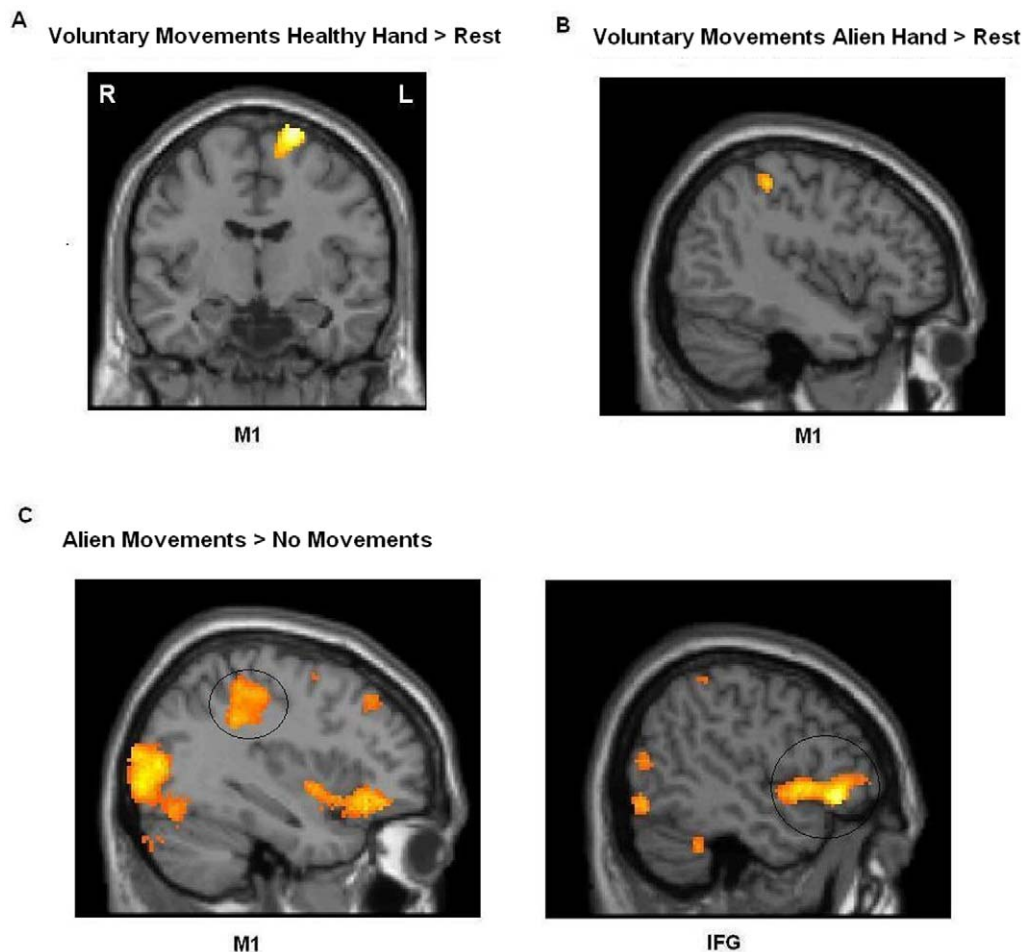 A
Voluntary Movements Healthy Hand > Rest
B
Voluntary Movements Alien Hand > Rest
R
L
M1
M1
C
Alien Movements > No Movements
M1
IFG